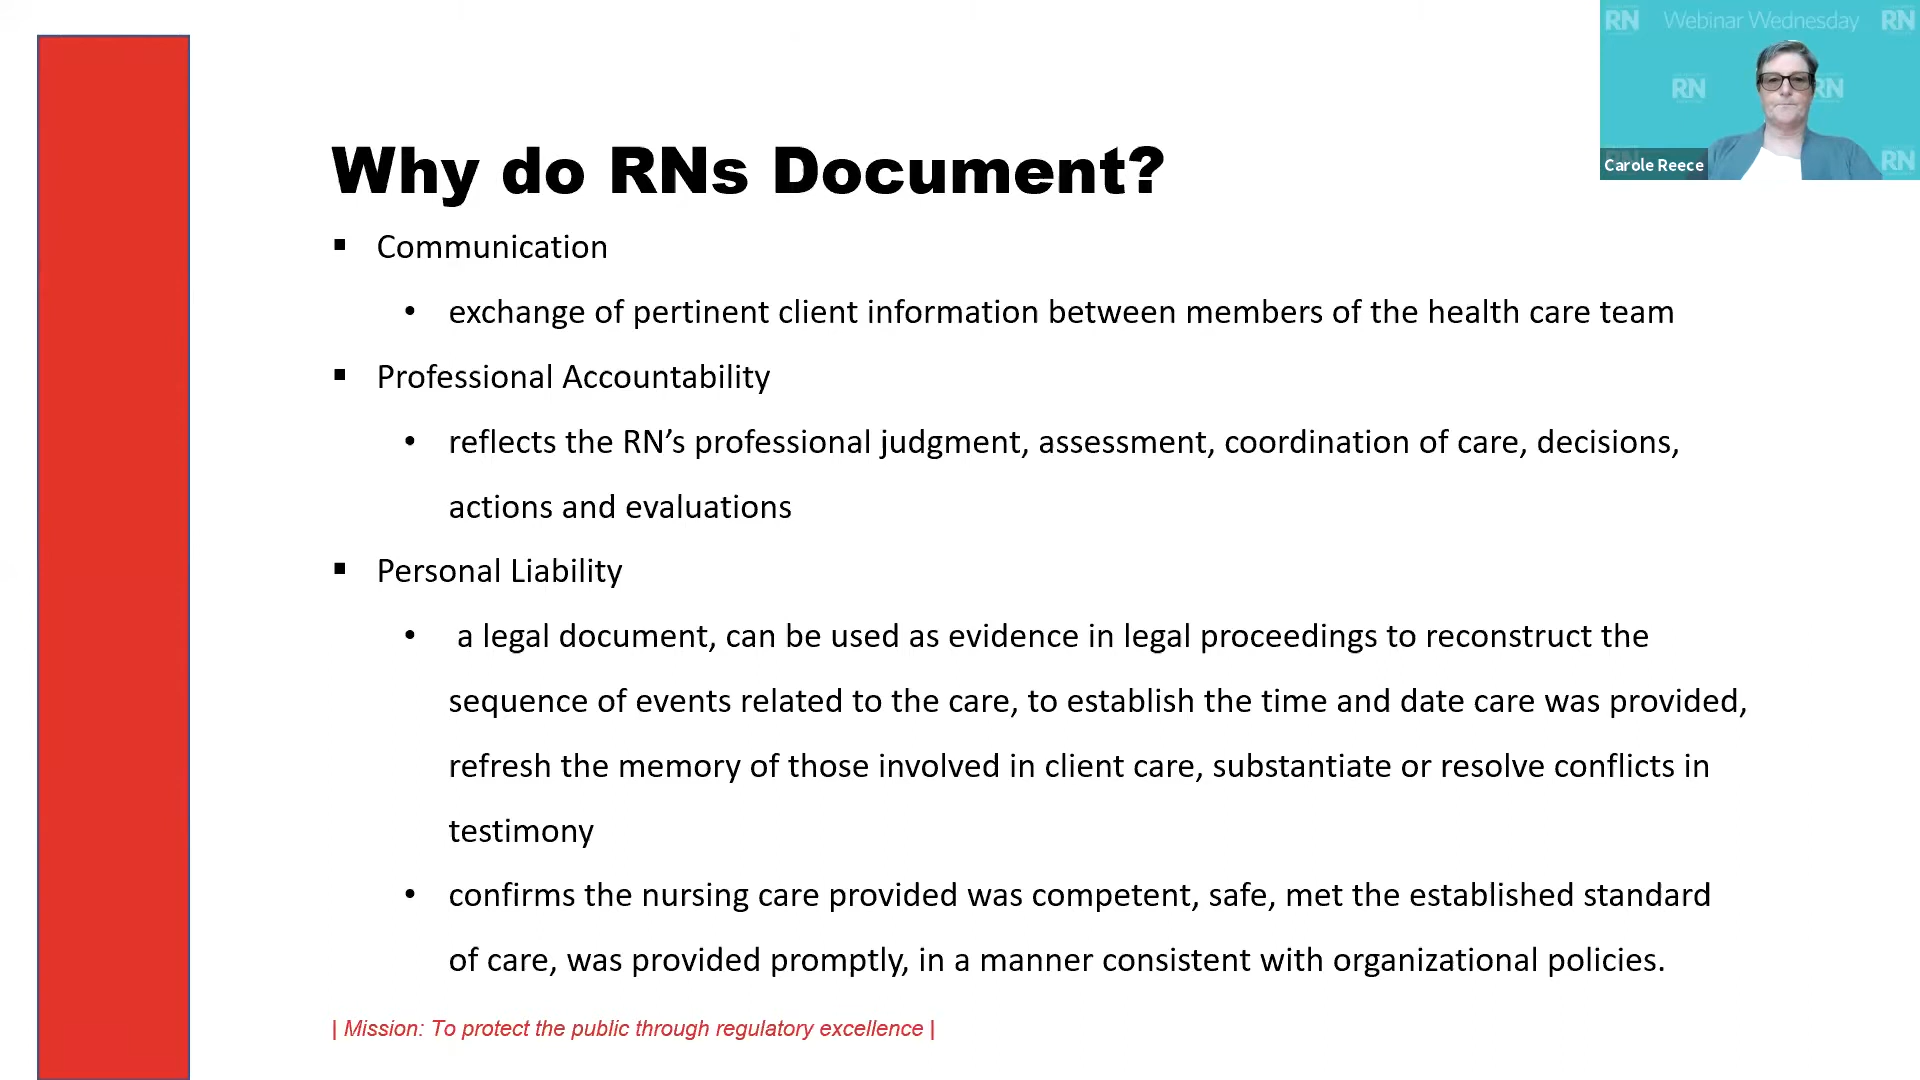 RN Webinar Wednesday RN
RN RN
Carole Reece
RN
Why do RNs Document?
▪ Communication
• exchange of pertinent client information between members of the health care team
▪ Professional Accountability
• reflects the RN’s professional judgment, assessment, coordination of care, decisions,
actions and evaluations
▪ Personal Liability
• a legal document, can be used as evidence in legal proceedings to reconstruct the
sequence of events related to the care, to establish the time and date care was provided,
refresh the memory of those involved in client care, substantiate or resolve conflicts in
testimony
• confirms the nursing care provided was competent, safe, met the established standard
of care, was provided promptly, in a manner consistent with organizational policies.
| Mission: To protect the public through regulatory excellence |